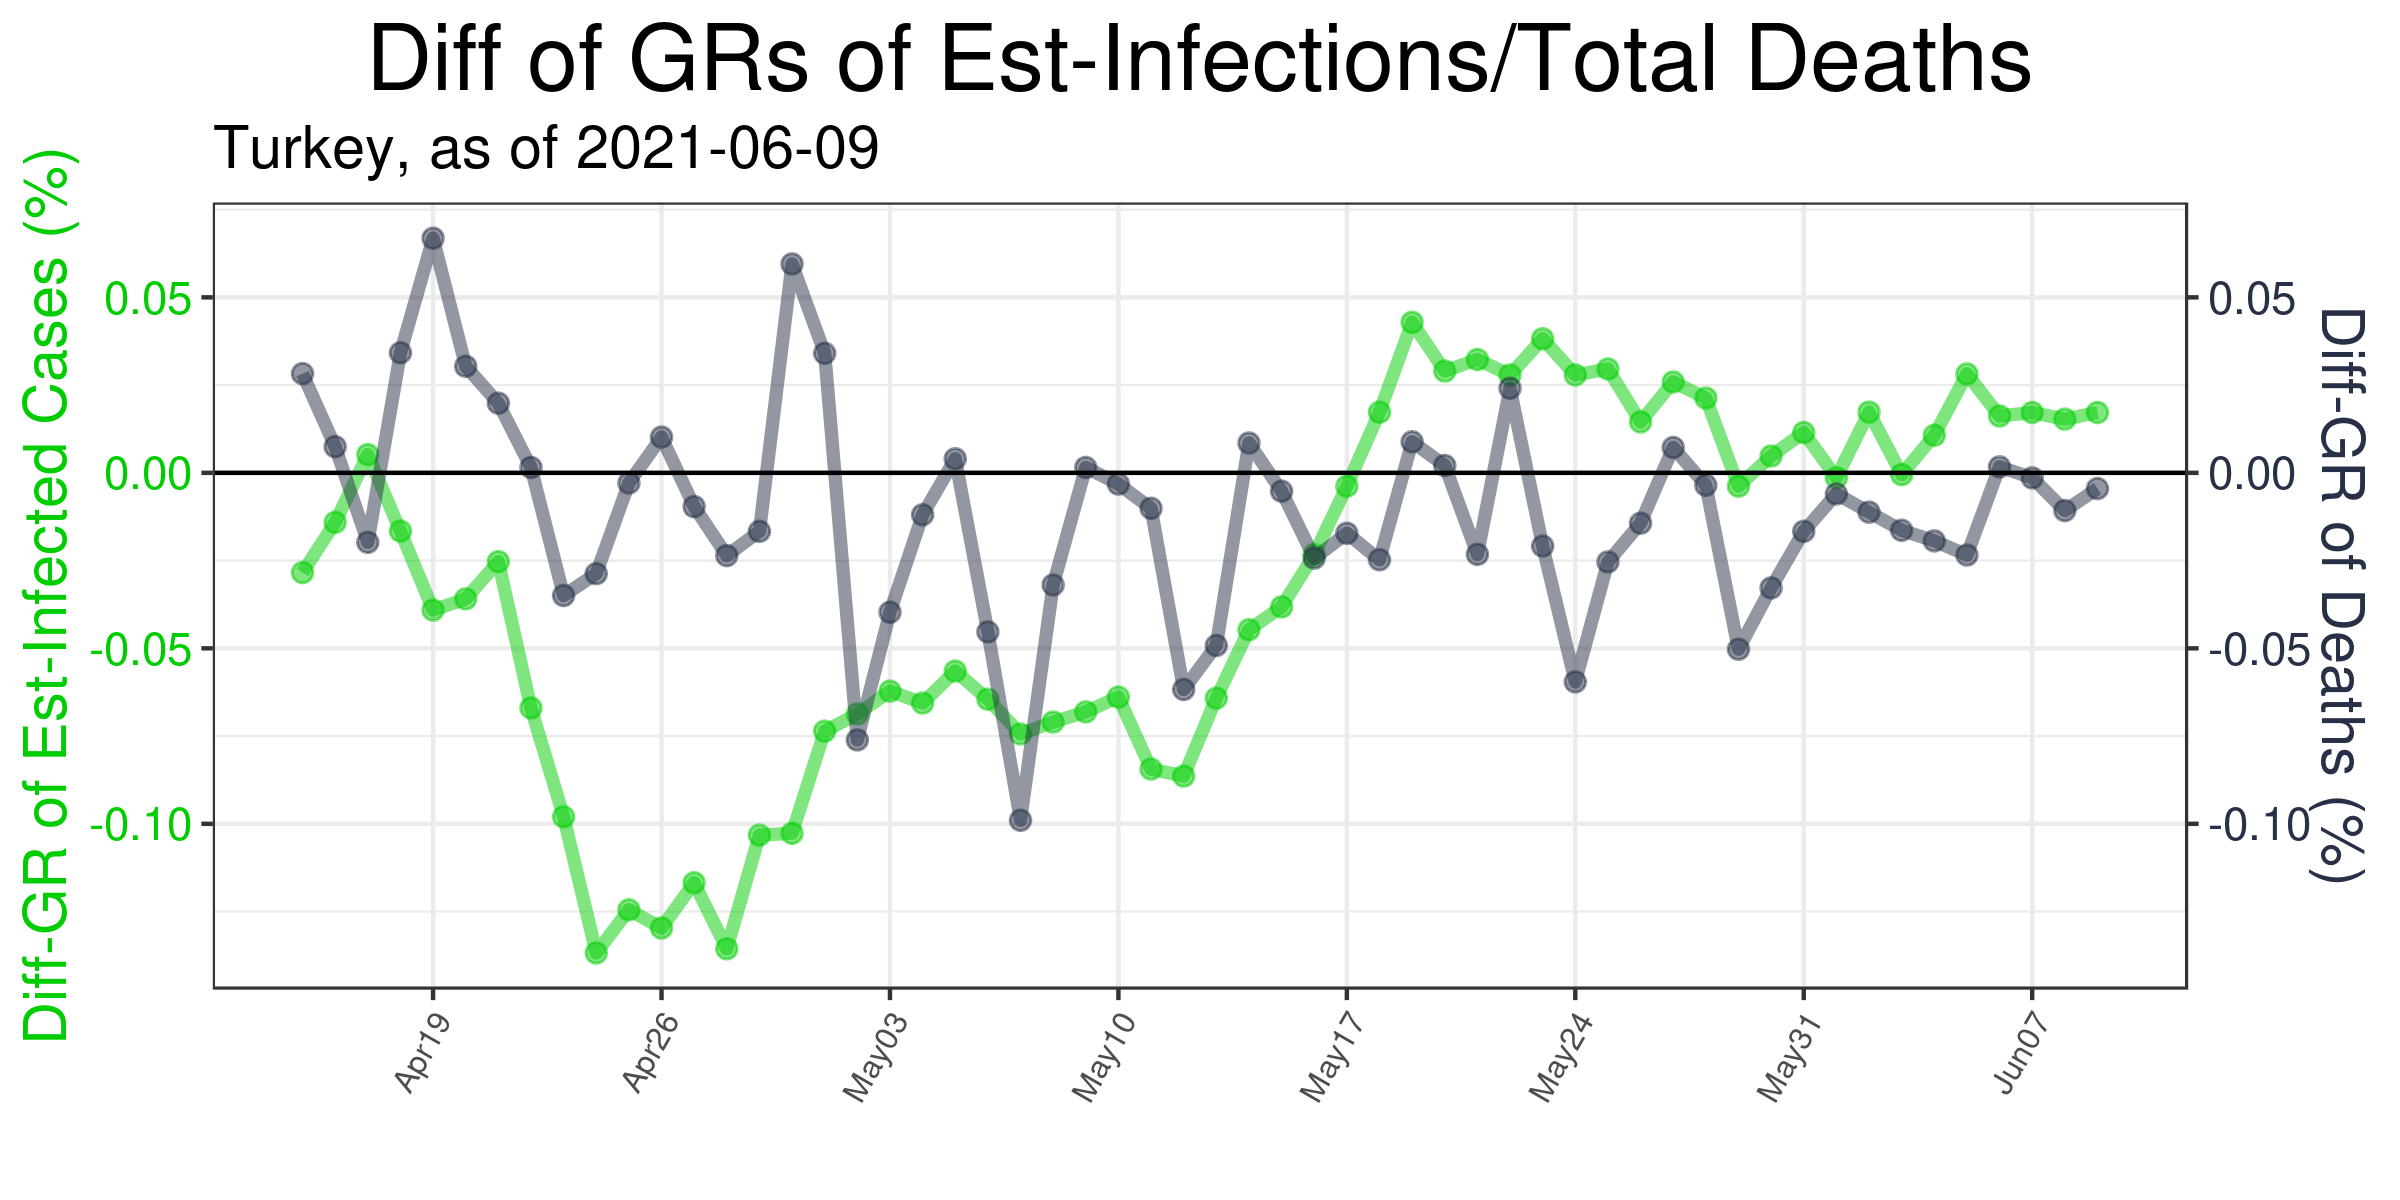 Diff of GRs of Est-Infections/Total Deaths
Turkey, as of 2021-06-09
Diff-GR of Est-Infected Cases (%)
0.05
0.00
-0.05
-0.10
0.05
0.00
-0.05
-0.10
Diff-GR of Deaths (%)
Apr19
Apr26
May03
May10
May17
May24
May31
Jun07